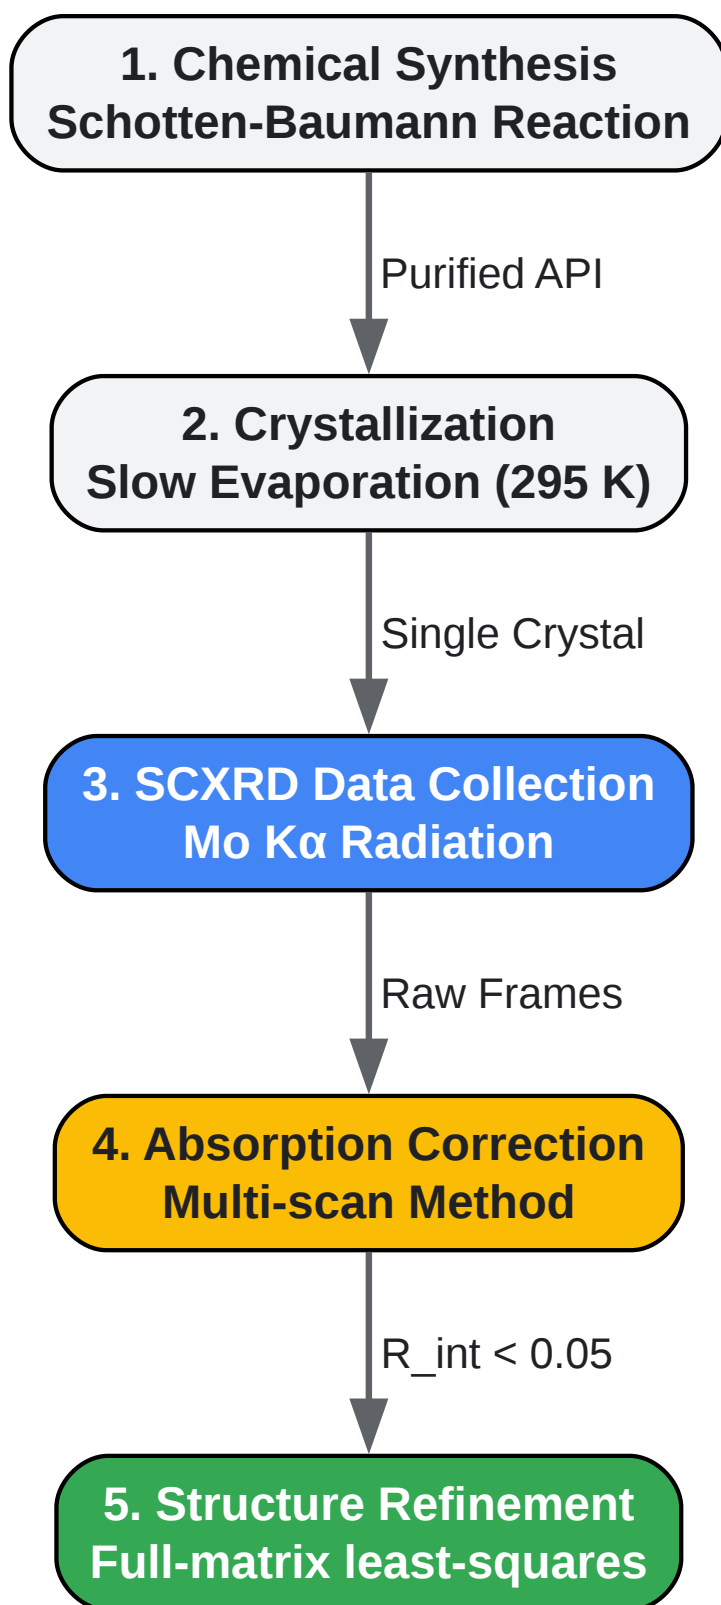 1. Chemical Synthesis
Schotten-Baumann Reaction
Purified API
2. Crystallization
Slow Evaporation (295 K)
Single Crystal
3. SCXRD Data Collection
Mo Kα Radiation
Raw Frames
4. Absorption Correction
Multi-scan Method
R_int < 0.05
5. Structure Refinement
Full-matrix least-squares